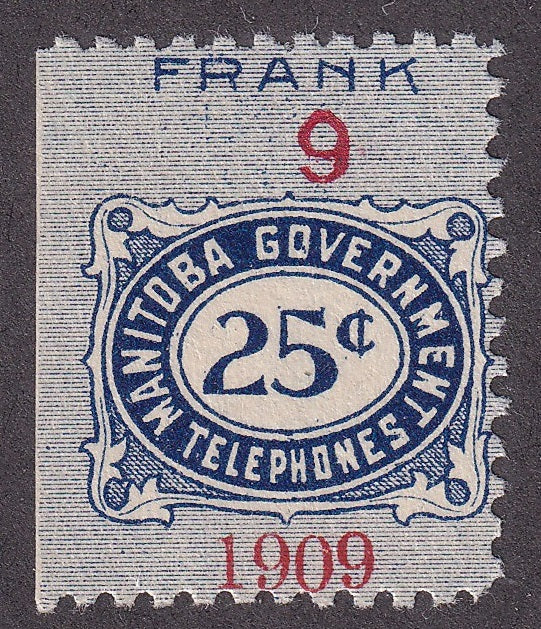 FRANK
9
MANITOBA GOVERNMENT
25¢
TELEPHONES
1909